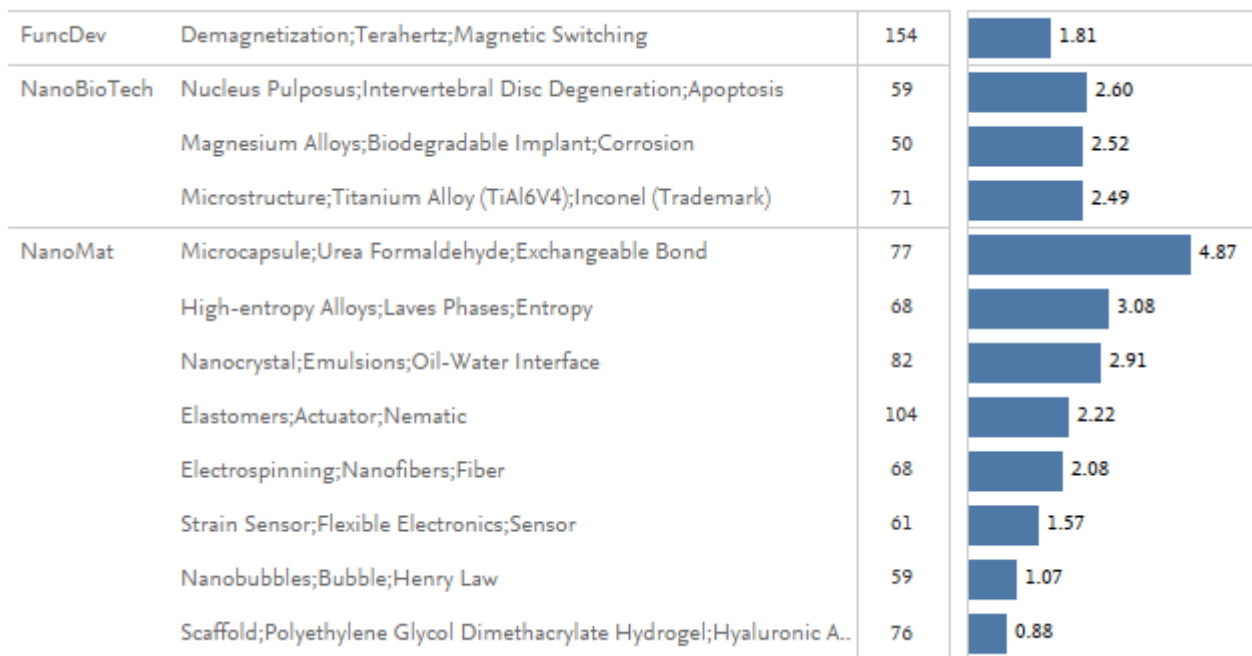 FuncDev Demagnetization;Terahertz;Magnetic Switching 154 1.81
NanoBioTech Nucleus Pulposus;Intervertebral Disc Degeneration;Apoptosis 59 2.60
Magnesium Alloys;Biodegradable Implant;Corrosion 50 2.52
Microstructure;Titanium Alloy (TiAl6V4);Inconel (Trademark) 71 2.49
NanoMat Microcapsule;Urea Formaldehyde;Exchangeable Bond 77 4.87
High-entropy Alloys;Laves Phases;Entropy 68 3.08
Nanocrystal;Emulsions;Oil-Water Interface 82 2.91
Elastomers;Actuator;Nematic 104 2.22
Electrospinning;Nanofibers;Fiber 68 2.08
Strain Sensor;Flexible Electronics;Sensor 61 1.57
Nanobubbles;Bubble;Henry Law 59 1.07
Scaffold;Polyethylene Glycol Dimethacrylate Hydrogel;Hyaluronic A.. 76 0.88